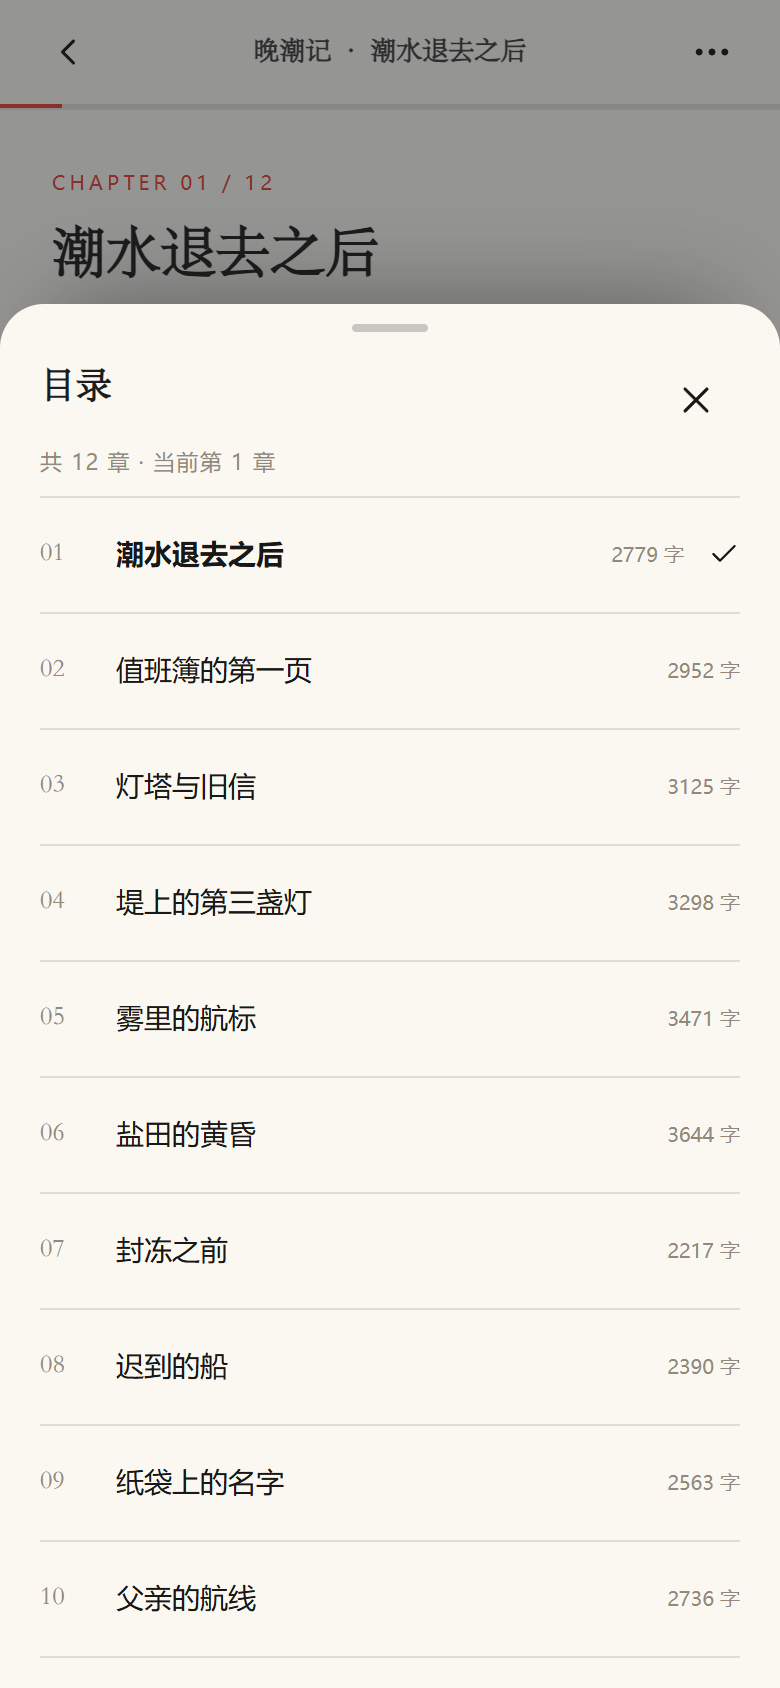 晚潮记 · 潮水退去之后
CHAPTER 01 / 12
潮水退去之后
目录
共 12 章 · 当前第 1 章
01 潮水退去之后 2779 字
02 值班簿的第一页 2952 字
03 灯塔与旧信 3125 字
04 堤上的第三盏灯 3298 字
05 雾里的航标 3471 字
06 盐田的黄昏 3644 字
07 封冻之前 2217 字
08 迟到的船 2390 字
09 纸袋上的名字 2563 字
10 父亲的航线 2736 字